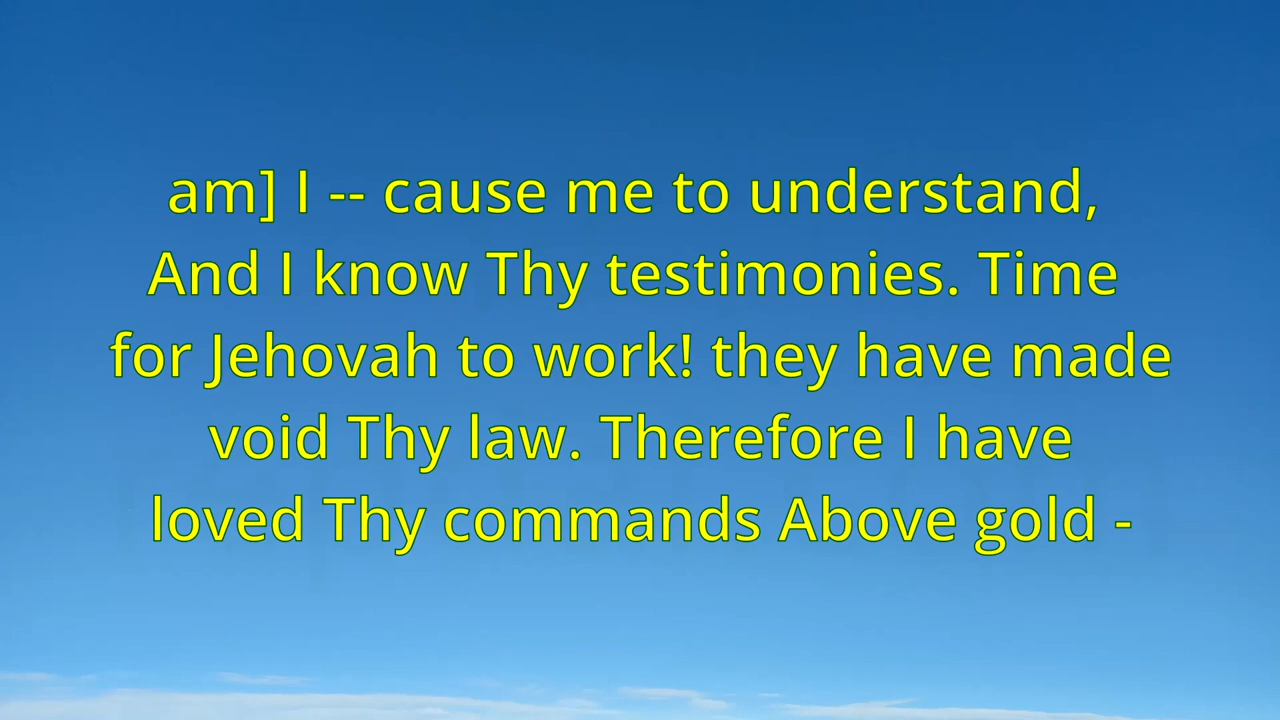 am] I -- cause me to understand,
And I know Thy testimonies. Time
for Jehovah to work! they have made
void Thy law. Therefore I have
loved Thy commands Above gold -